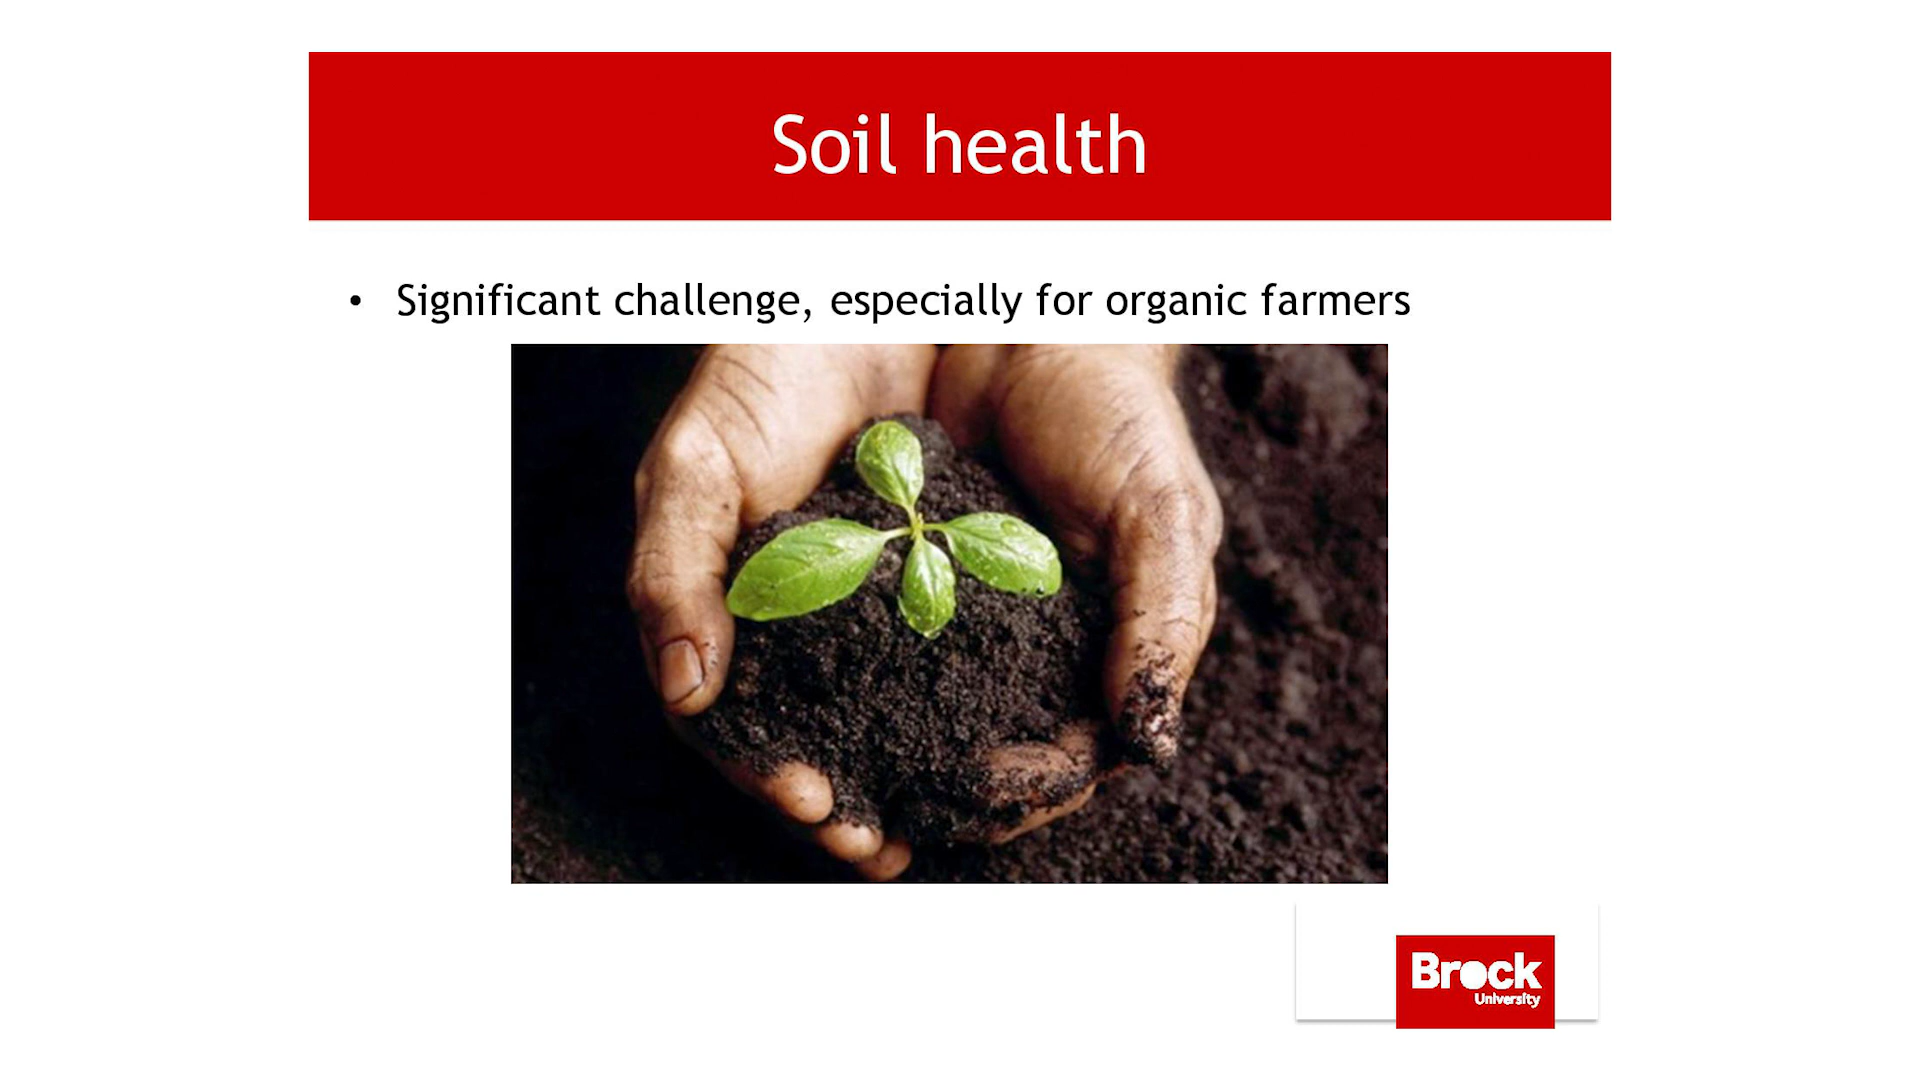 Soil health
• Significant challenge, especially for organic farmers
Brock
University